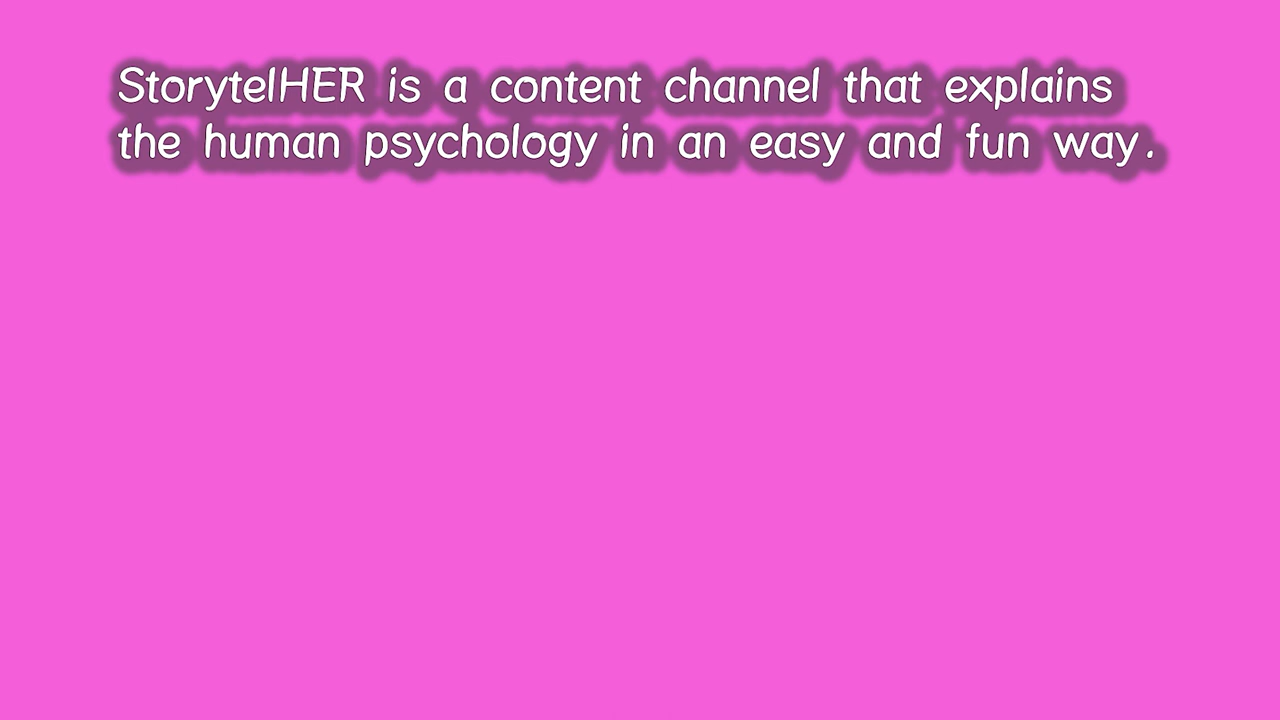 StorytelHER is a content channel that explains
the human psychology in an easy and fun way.